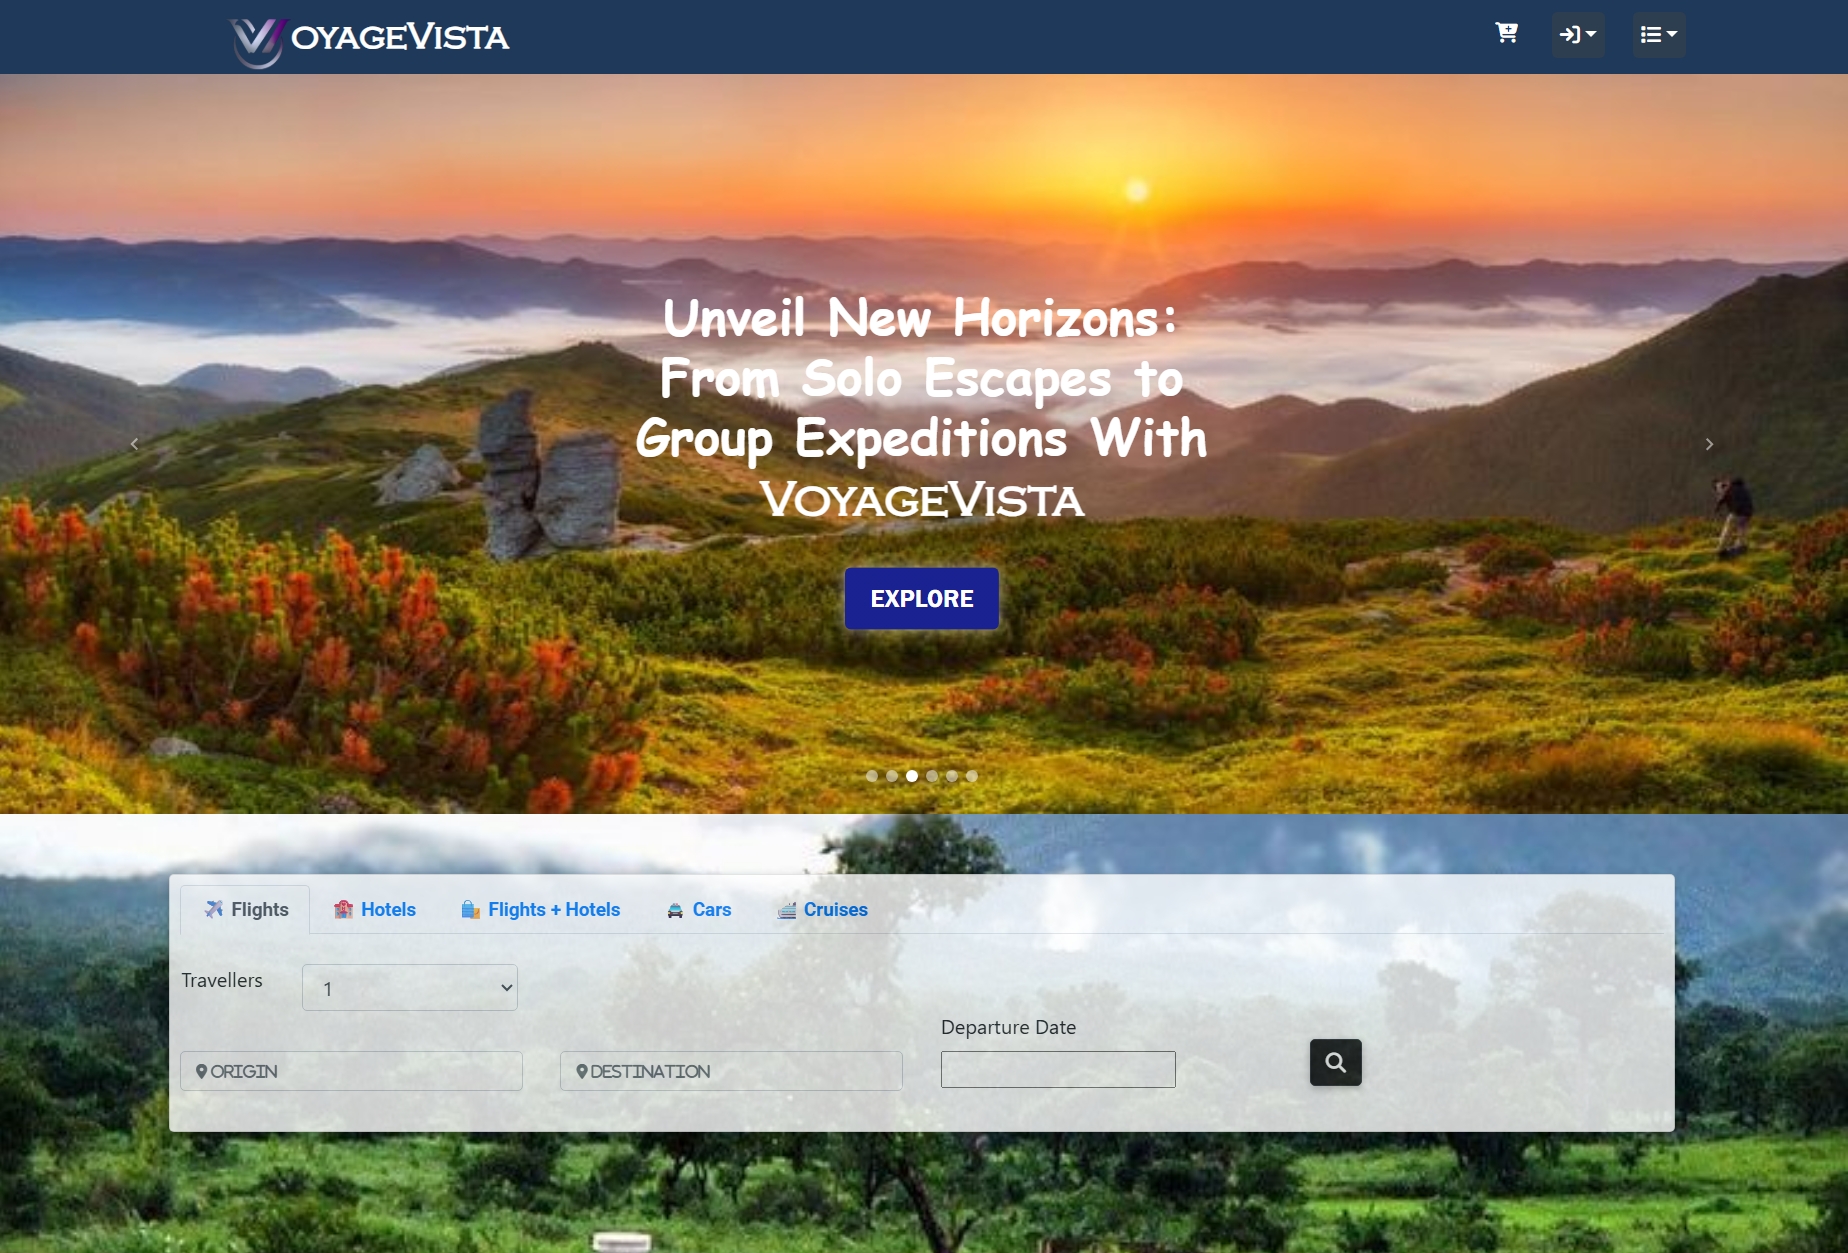 VOYAGEVISTA
Unveil New Horizons:
From Solo Escapes to
Group Expeditions With
VOYAGEVISTA
EXPLORE
Flights
Hotels
Flights + Hotels
Cars
Cruises
Travellers
1
Departure Date
ORIGIN
DESTINATION